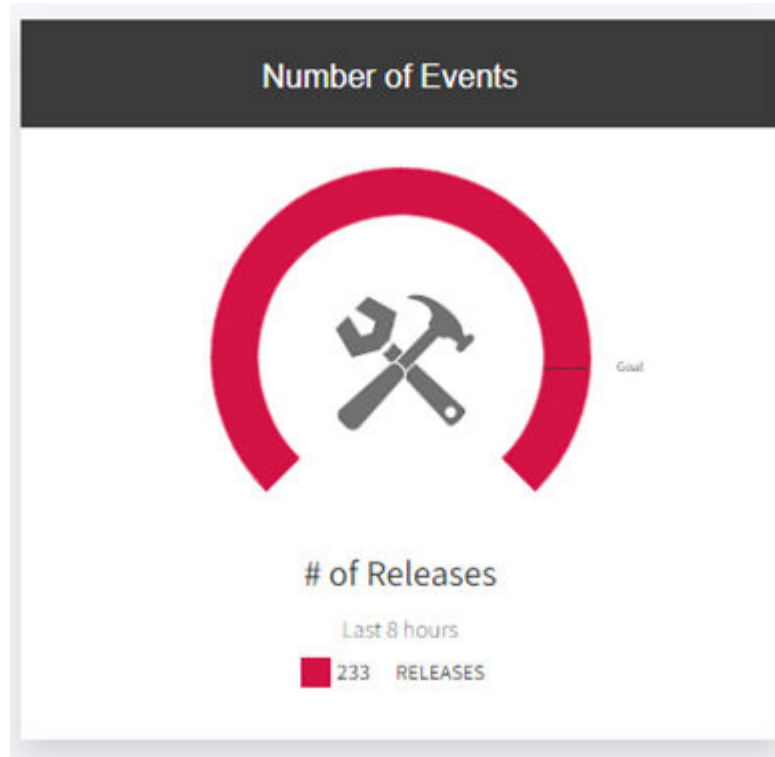 Number of Events
Goal
# of Releases
Last 8 hours
233 RELEASES